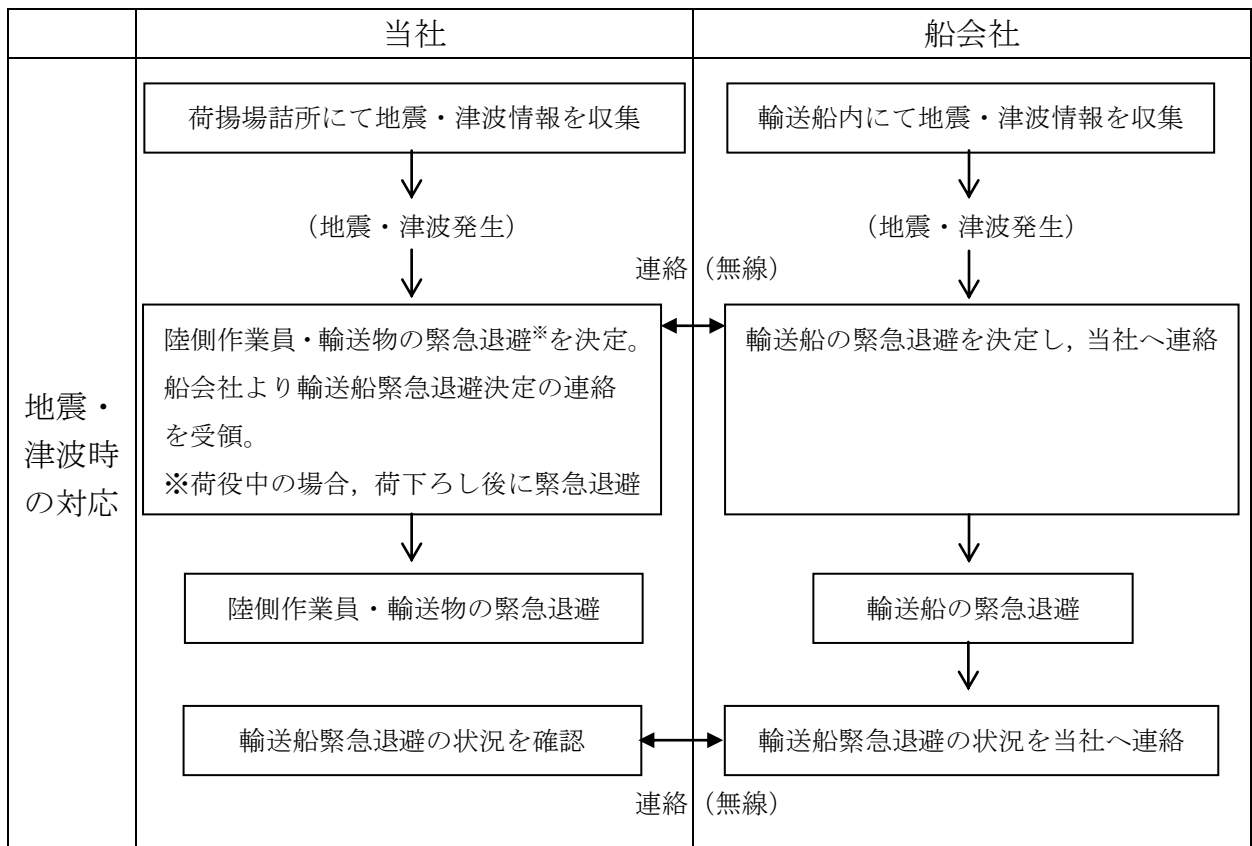 当社
船会社
地震・
津波時
の対応
荷揚場詰所にて地震・津波情報を収集
輸送船内にて地震・津波情報を収集
（地震・津波発生）
（地震・津波発生）
連絡（無線）
陸側作業員・輸送物の緊急退避※を決定。
船会社より輸送船緊急退避決定の連絡
を受領。
※荷役中の場合，荷下ろし後に緊急退避
輸送船の緊急退避を決定し，当社へ連絡
陸側作業員・輸送物の緊急退避
輸送船の緊急退避
輸送船緊急退避の状況を確認
輸送船緊急退避の状況を当社へ連絡
連絡（無線）